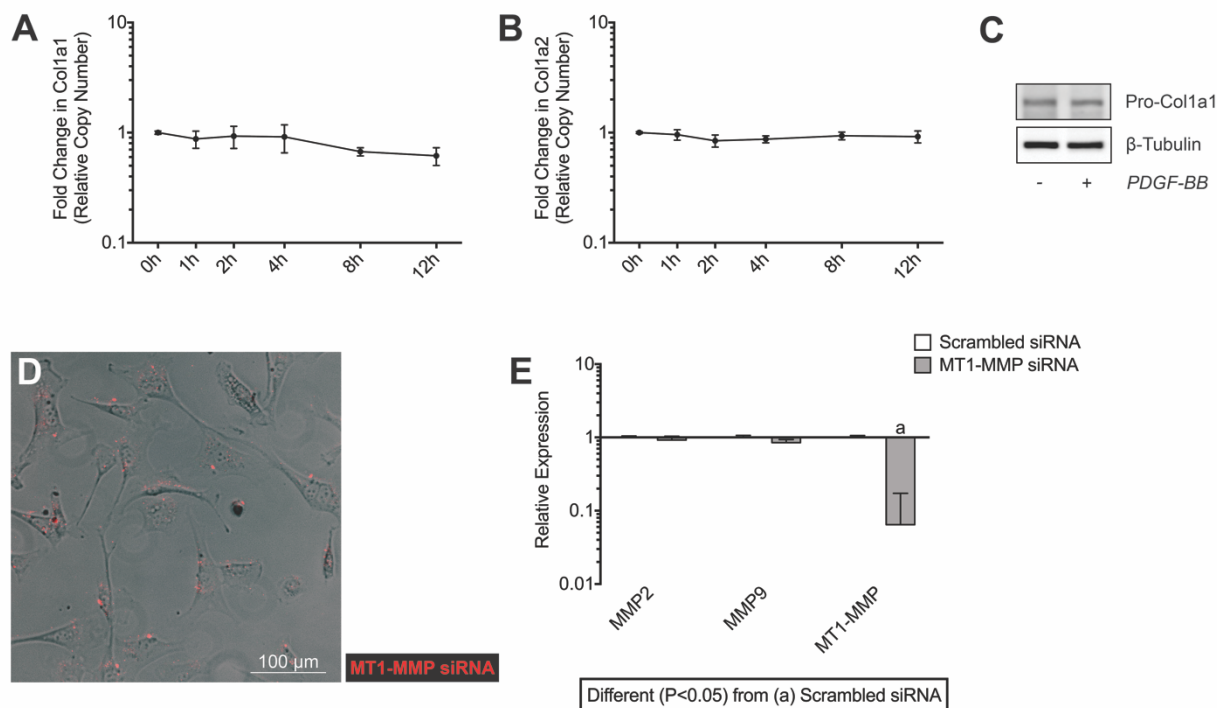 A
Fold Change in Col1a1
(Relative Copy Number)
10
1
0.1
0h
1h
2h
4h
8h
12h
B
Fold Change in Col1a2
(Relative Copy Number)
10
1
0.1
0h
1h
2h
4h
8h
12h
C
Pro-Col1a1
β-Tubulin
- + PDGF-BB
D
100 µm
MT1-MMP siRNA
E
Scrambled siRNA
MT1-MMP siRNA
Relative Expression
10
1
0.1
0.01
a
MMP2
MMP9
MT1-MMP
Different (P<0.05) from (a) Scrambled siRNA